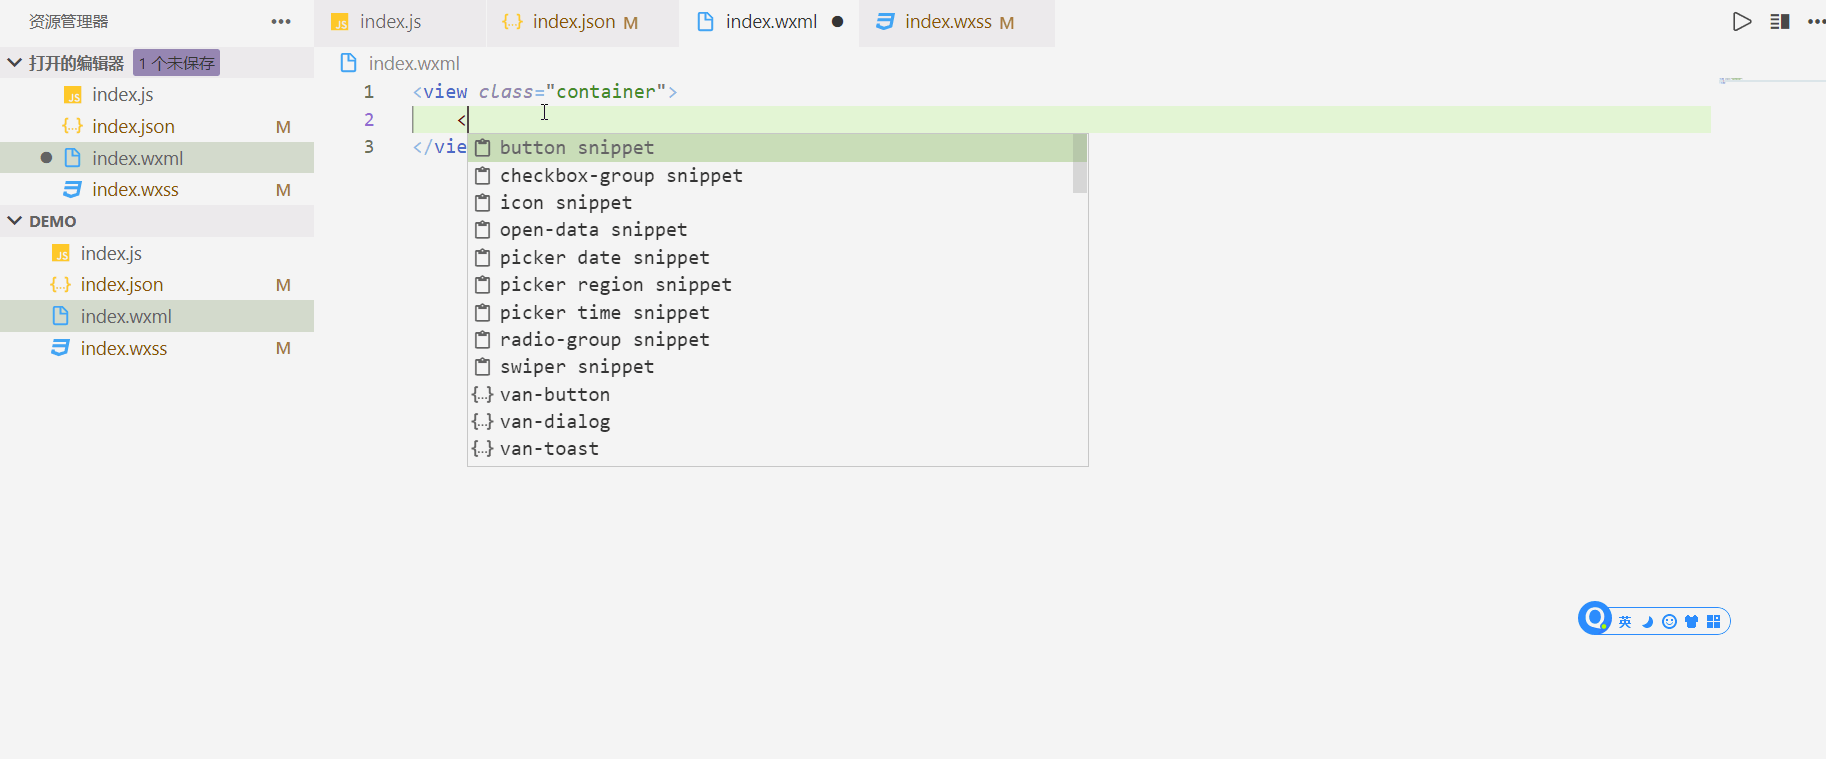 资源管理器
index.js
index.json M
index.wxml
index.wxss M
打开的编辑器 1 个未保存
index.js
index.json M
index.wxml
index.wxss M
DEMO
index.js
index.json M
index.wxml
index.wxss M
index.wxml
1 <view class="container">
2 <
3 </vie
button snippet
checkbox-group snippet
icon snippet
open-data snippet
picker date snippet
picker region snippet
picker time snippet
radio-group snippet
swiper snippet
van-button
van-dialog
van-toast
英